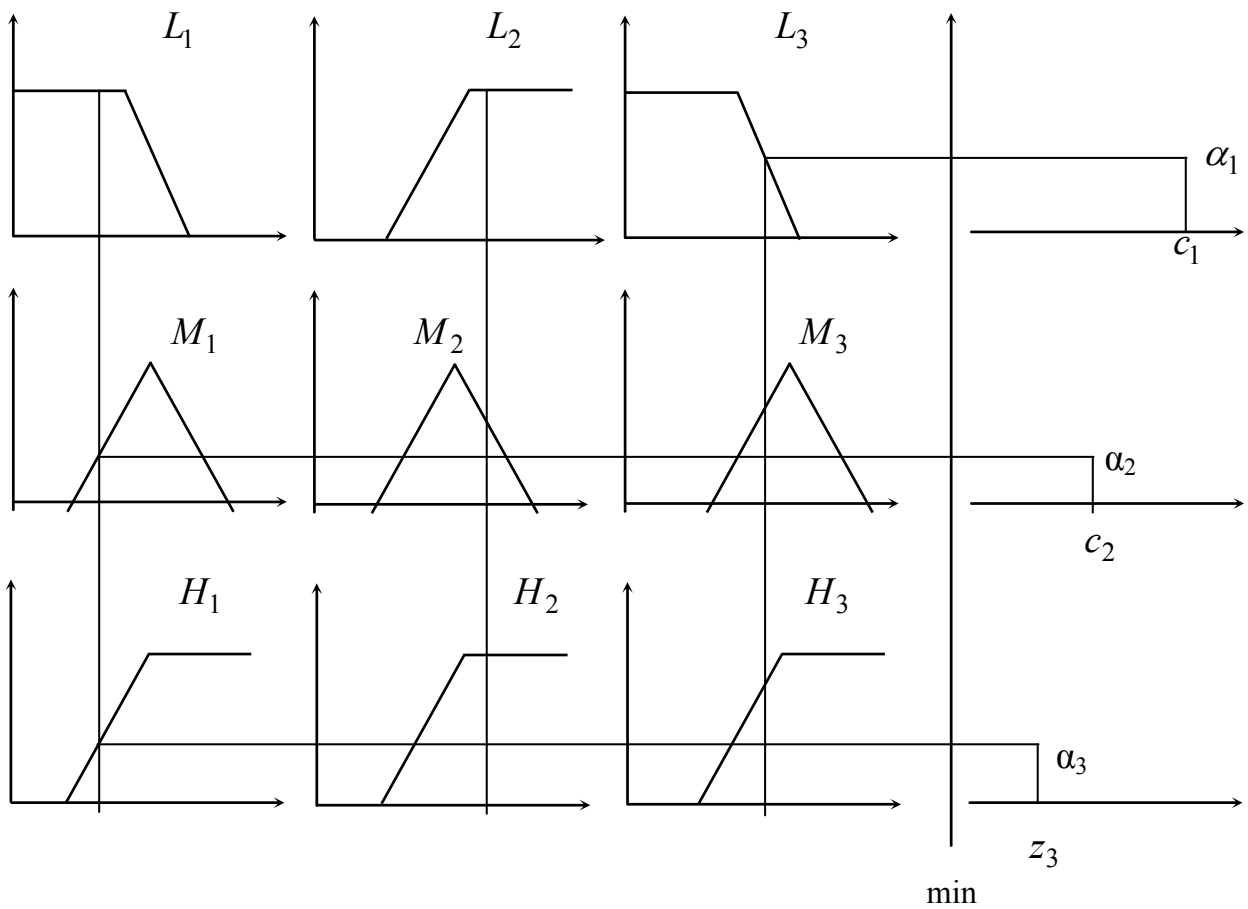 L₁ L₂ L₃
α₁
c₁
M₁ M₂ M₃
α₂
c₂
H₁ H₂ H₃
α₃
z₃
min